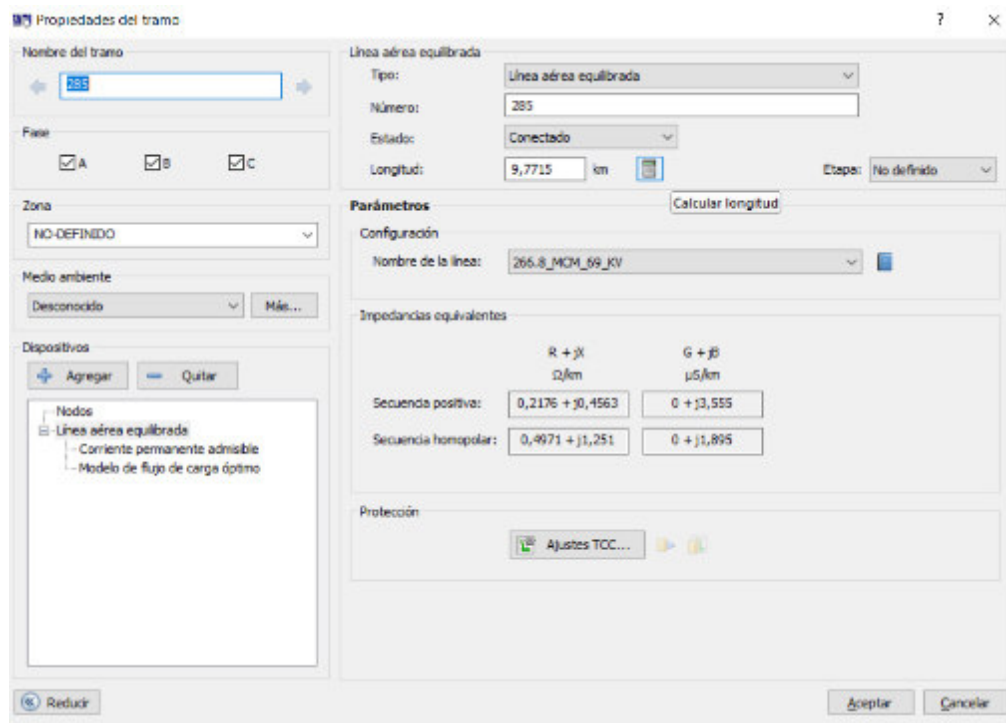 Propiedades del tramo
?
Nombre del tramo
285
Fase
A
B
C
Zona
NO-DEFINIDO
Medio ambiente
Desconocido
Más...
Dispositivos
Agregar
Quitar
Nodos
Línea aérea equilibrada
Corriente permanente admisible
Modelo de flujo de carga óptimo
Línea aérea equilibrada
Tipo:
Línea aérea equilibrada
Número:
285
Estado:
Conectado
Longitud:
9,7715
km
Etapa:
No definido
Calcular longitud
Parámetros
Configuración
Nombre de la línea:
266.8_MCM_69_KV
Impedancias equivalentes
R + jX
G + jB
Ω/km
µS/km
Secuencia positiva:
0,2176 + j0,4563
0 + j3,555
Secuencia homopolar:
0,4971 + j1,251
0 + j1,895
Protección
Ajustes TCC...
Reducir
Aceptar
Cancelar